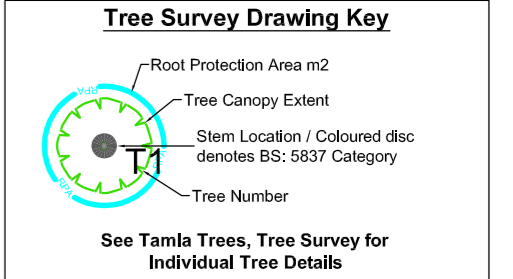 Tree Survey Drawing Key
Root Protection Area m2
RPA
Tree Canopy Extent
Stem Location / Coloured disc
denotes BS: 5837 Category
T1
RPA
Tree Number
See Tamla Trees, Tree Survey for
Individual Tree Details